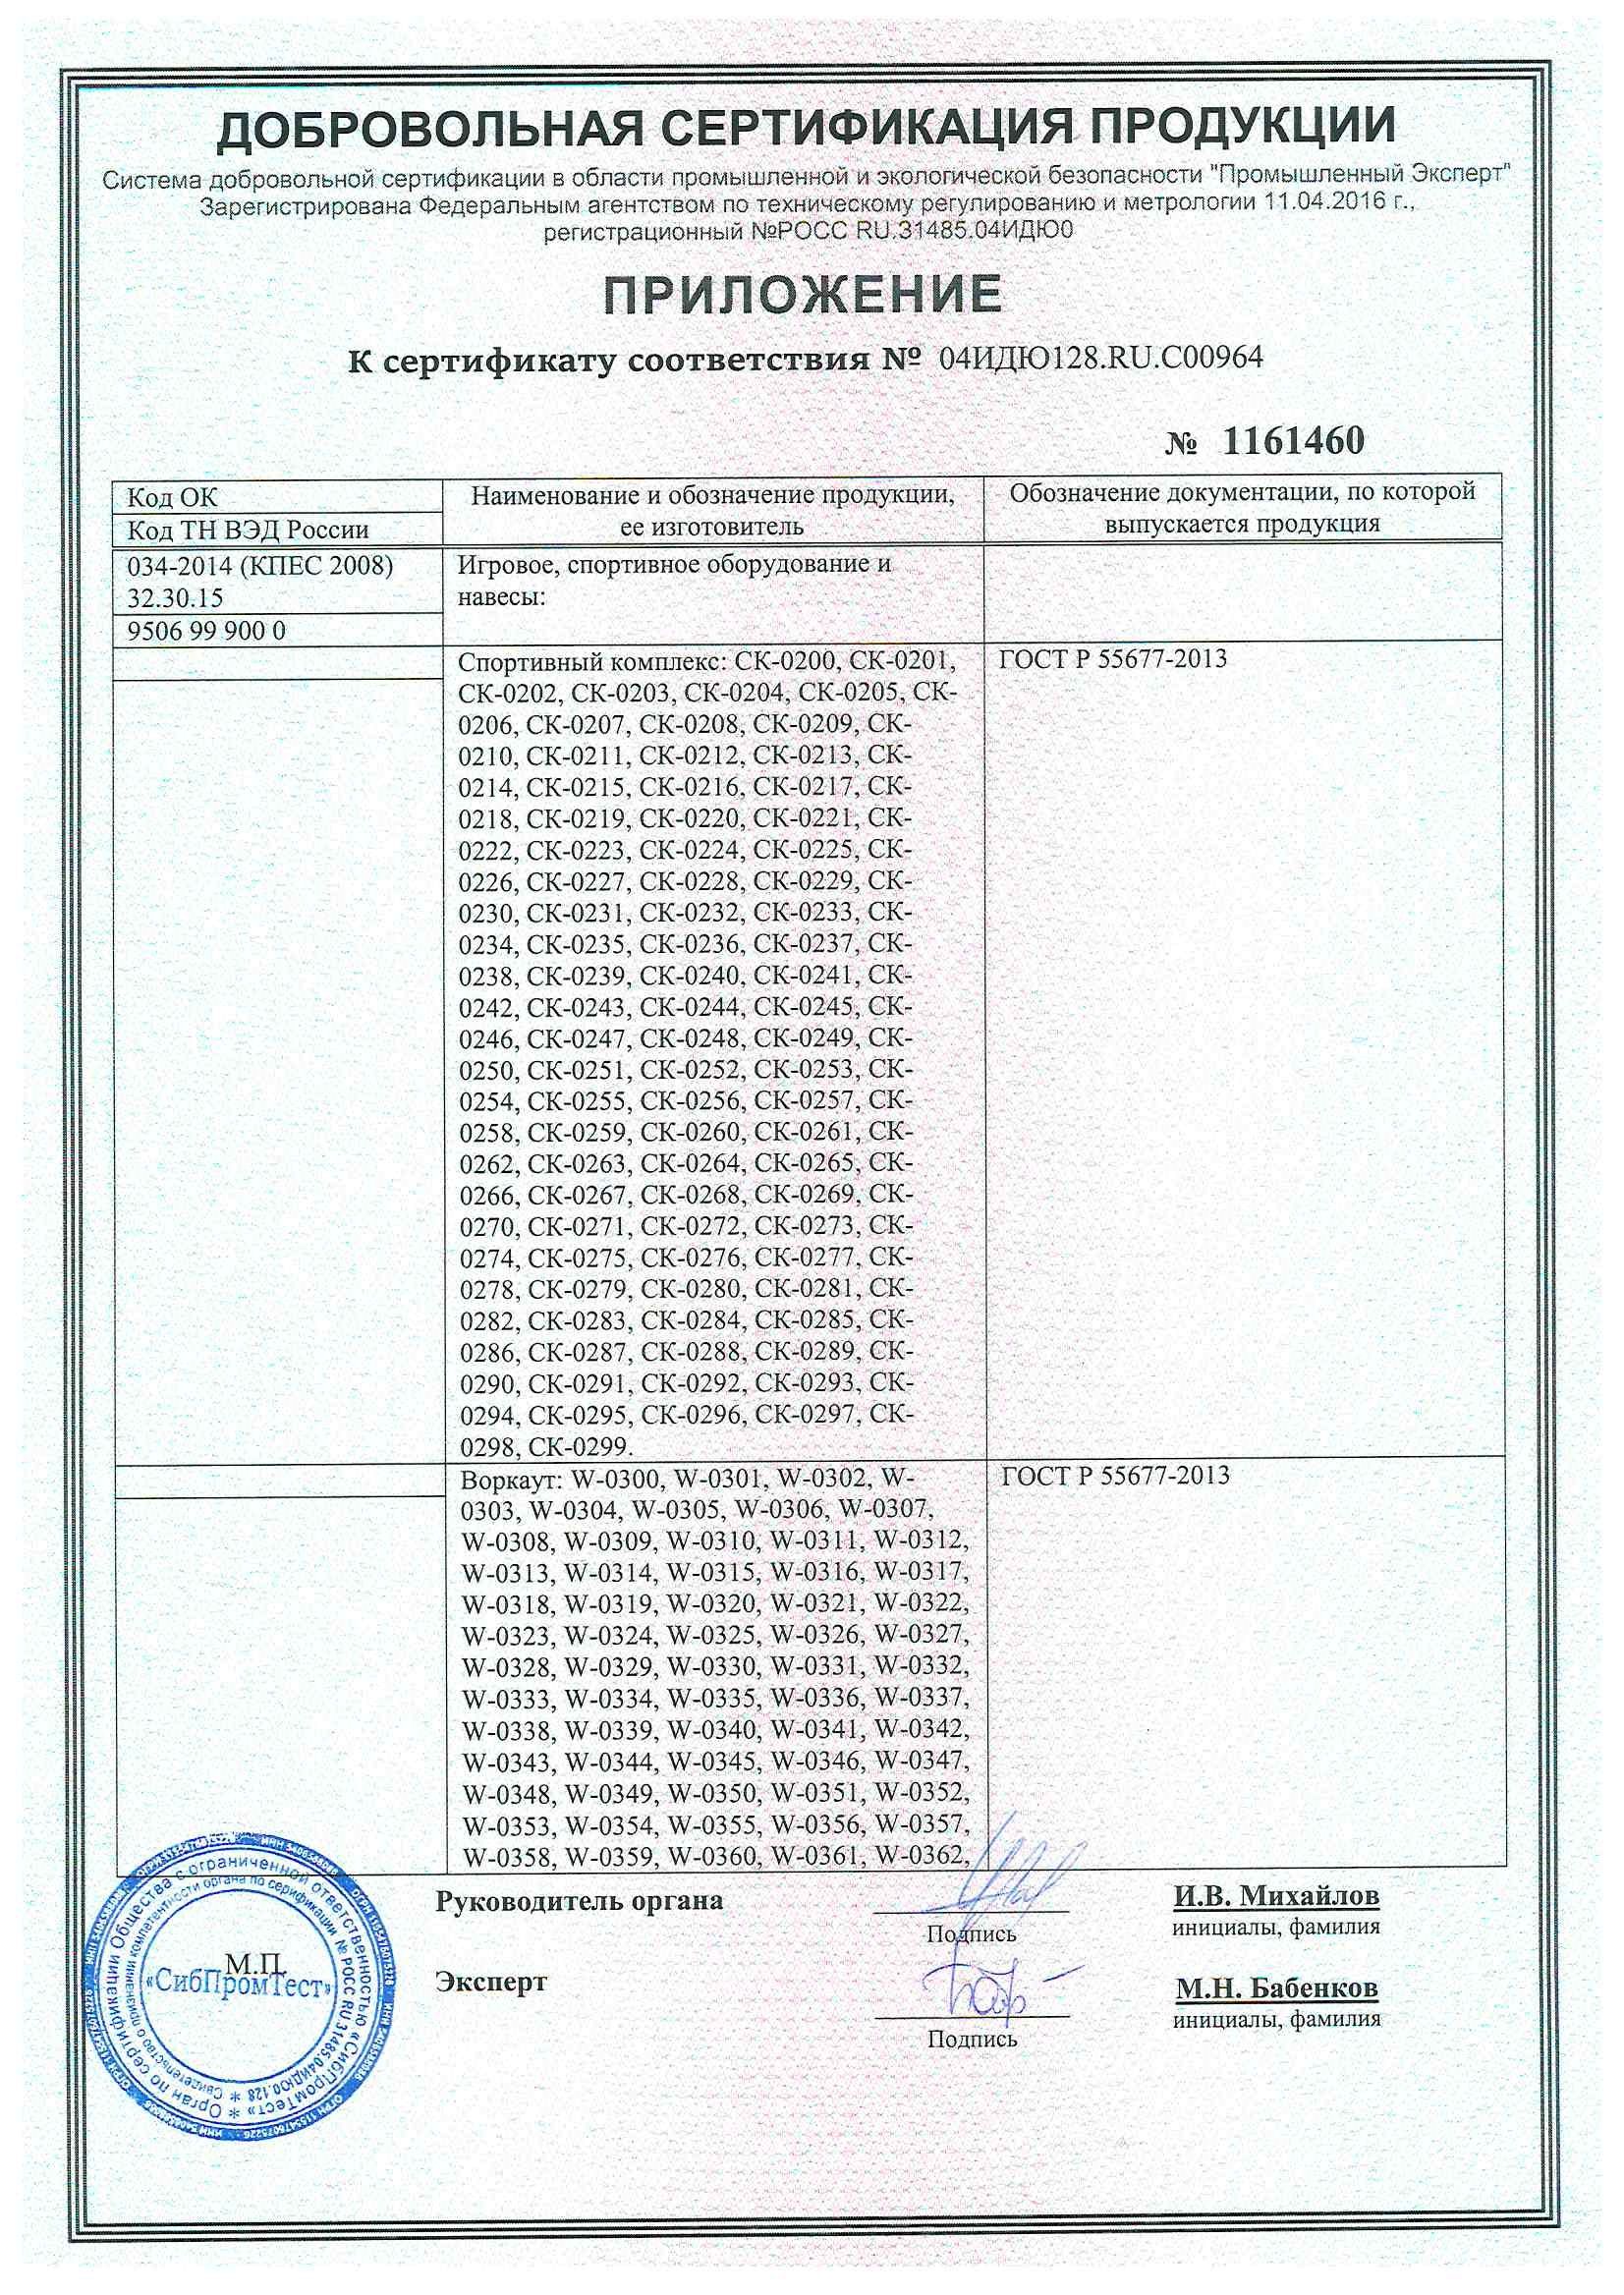 ДОБРОВОЛЬНАЯ СЕРТИФИКАЦИЯ ПРОДУКЦИИ
Система добровольной сертификации в области промышленной и экологической безопасности "Промышленный Эксперт"
Зарегистрирована Федеральным агентством по техническому регулированию и метрологии 11.04.2016 г.,
регистрационный №РОСС RU.31485.04ИДЮ0
ПРИЛОЖЕНИЕ
К сертификату соответствия № 04ИДЮ128.RU.C00964
№ 1161460
Код ОК
Код ТН ВЭД России
Наименование и обозначение продукции,
ее изготовитель
Обозначение документации, по которой
выпускается продукция
034-2014 (КПЕС 2008)
32.30.15
9506 99 900 0
Игровое, спортивное оборудование и
навесы:
Спортивный комплекс: СК-0200, СК-0201,
СК-0202, СК-0203, СК-0204, СК-0205, СК-
0206, СК-0207, СК-0208, СК-0209, СК-
0210, СК-0211, СК-0212, СК-0213, СК-
0214, СК-0215, СК-0216, СК-0217, СК-
0218, СК-0219, СК-0220, СК-0221, СК-
0222, СК-0223, СК-0224, СК-0225, СК-
0226, СК-0227, СК-0228, СК-0229, СК-
0230, СК-0231, СК-0232, СК-0233, СК-
0234, СК-0235, СК-0236, СК-0237, СК-
0238, СК-0239, СК-0240, СК-0241, СК-
0242, СК-0243, СК-0244, СК-0245, СК-
0246, СК-0247, СК-0248, СК-0249, СК-
0250, СК-0251, СК-0252, СК-0253, СК-
0254, СК-0255, СК-0256, СК-0257, СК-
0258, СК-0259, СК-0260, СК-0261, СК-
0262, СК-0263, СК-0264, СК-0265, СК-
0266, СК-0267, СК-0268, СК-0269, СК-
0270, СК-0271, СК-0272, СК-0273, СК-
0274, СК-0275, СК-0276, СК-0277, СК-
0278, СК-0279, СК-0280, СК-0281, СК-
0282, СК-0283, СК-0284, СК-0285, СК-
0286, СК-0287, СК-0288, СК-0289, СК-
0290, СК-0291, СК-0292, СК-0293, СК-
0294, СК-0295, СК-0296, СК-0297, СК-
0298, СК-0299.
ГОСТ Р 55677-2013
Воркаут: W-0300, W-0301, W-0302, W-
0303, W-0304, W-0305, W-0306, W-0307,
W-0308, W-0309, W-0310, W-0311, W-0312,
W-0313, W-0314, W-0315, W-0316, W-0317,
W-0318, W-0319, W-0320, W-0321, W-0322,
W-0323, W-0324, W-0325, W-0326, W-0327,
W-0328, W-0329, W-0330, W-0331, W-0332,
W-0333, W-0334, W-0335, W-0336, W-0337,
W-0338, W-0339, W-0340, W-0341, W-0342,
W-0343, W-0344, W-0345, W-0346, W-0347,
W-0348, W-0349, W-0350, W-0351, W-0352,
W-0353, W-0354, W-0355, W-0356, W-0357,
W-0358, W-0359, W-0360, W-0361, W-0362,
ГОСТ Р 55677-2013
Руководитель органа
Подпись
И.В. Михайлов
инициалы, фамилия
Эксперт
Подпись
М.Н. Бабенков
инициалы, фамилия
М.П.
«СибПромТест»
Орган по сертификации Общества с ограниченной ответственностью «СибПромТест» *
Свидетельство о признании компетентности органа по серификации № РОСС RU.31485.04ИДЮ0.128 *